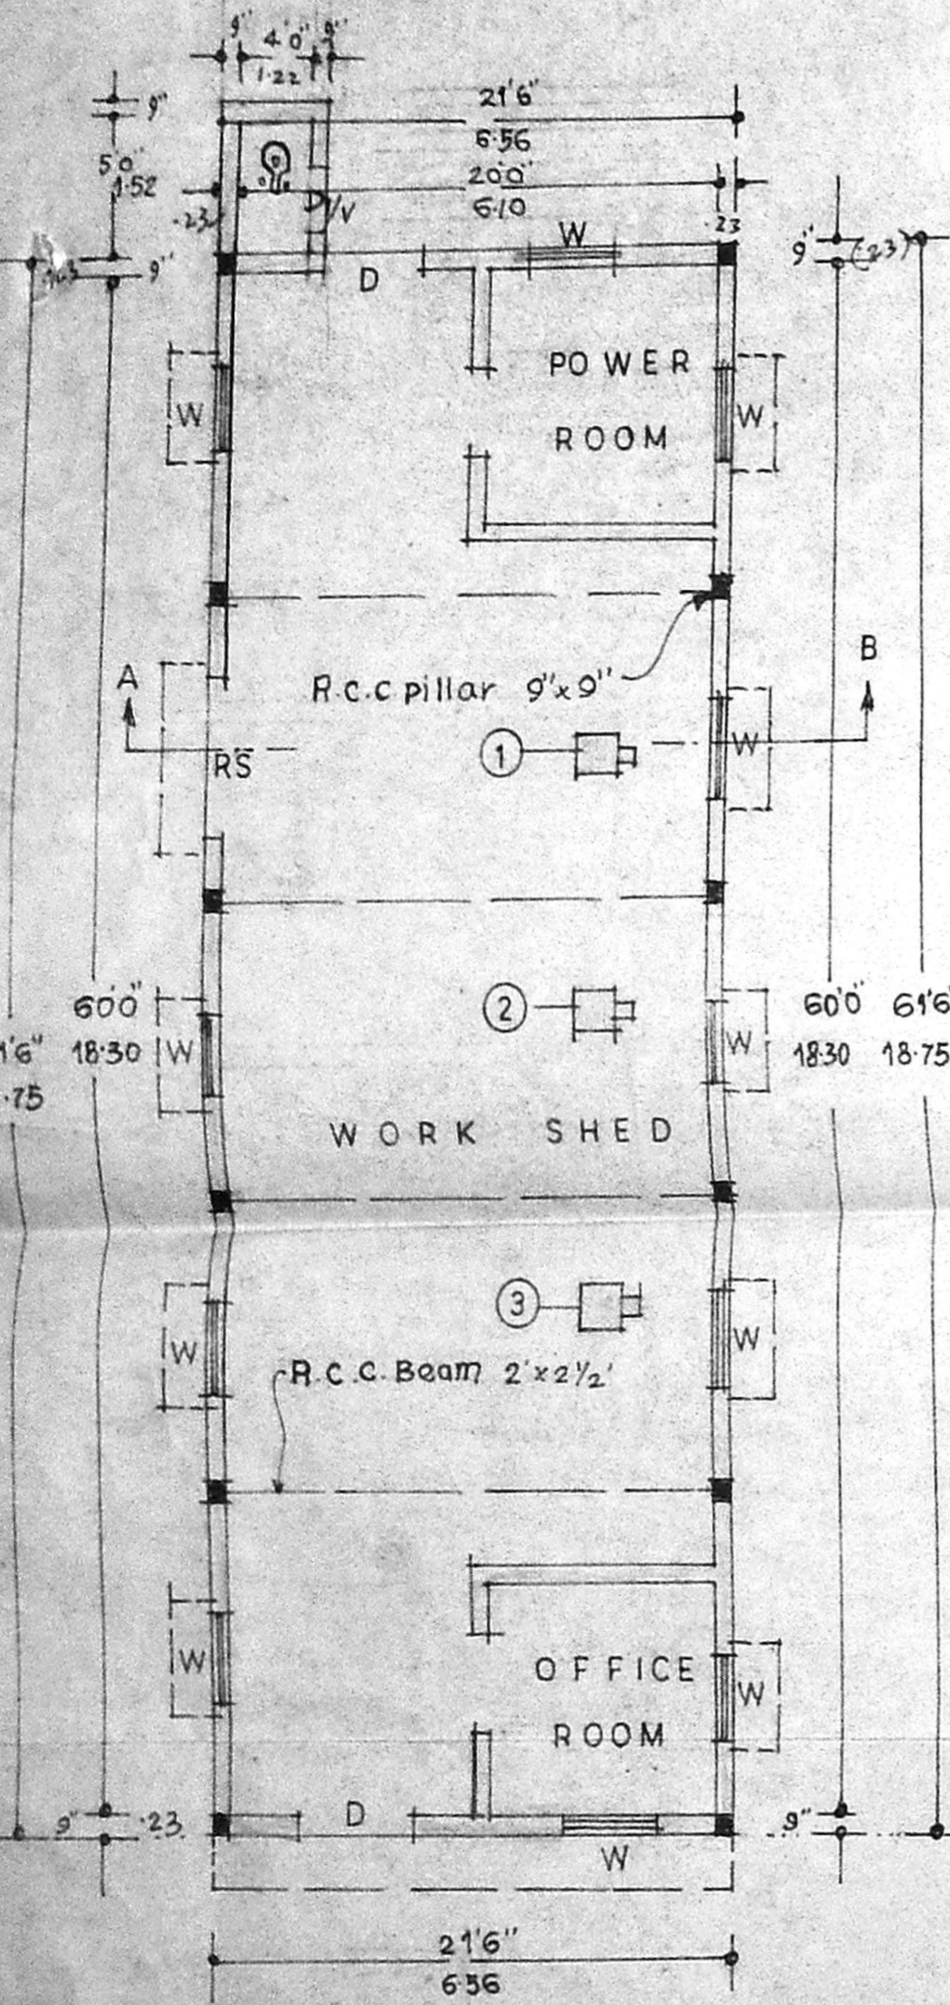 9" 4'0" 9"
1·22
9"
21'6"
6·56
5'0"
1·52
20'0"
6·10
·23
D/V
·23
9"
W
9" (·23)
D
POWER
ROOM
W
W
A
B
R.C.C pillar 9"x9"
RS
1
W
60'0"
18·30
W
2
W
60'0"
18·30
61'6
18·75
1'6"
·75
WORK SHED
3
W
W
R.C.C. Beam 2'x2½'
W
OFFICE
ROOM
W
9" ·23
D
W
9"
21'6"
6·56